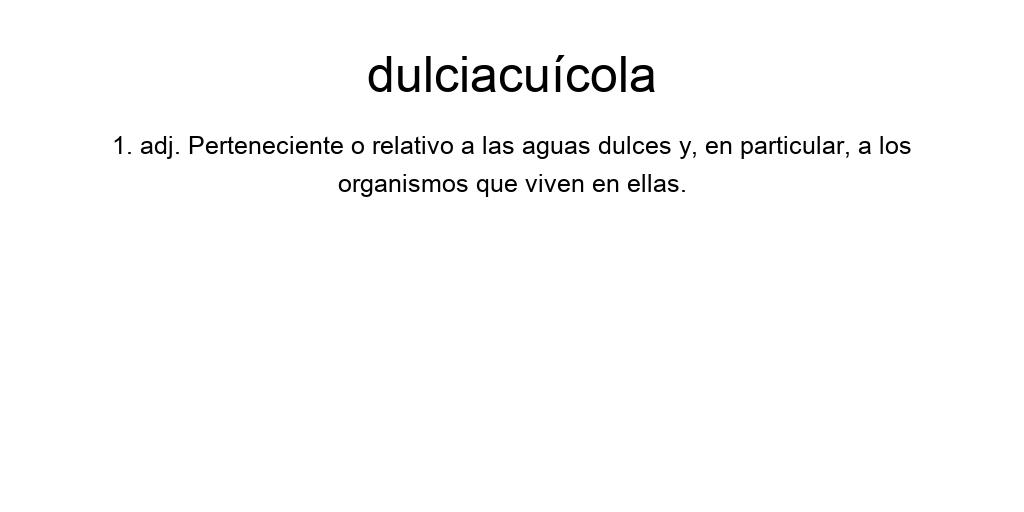 dulciacuícola
1. adj. Perteneciente o relativo a las aguas dulces y, en particular, a los
organismos que viven en ellas.